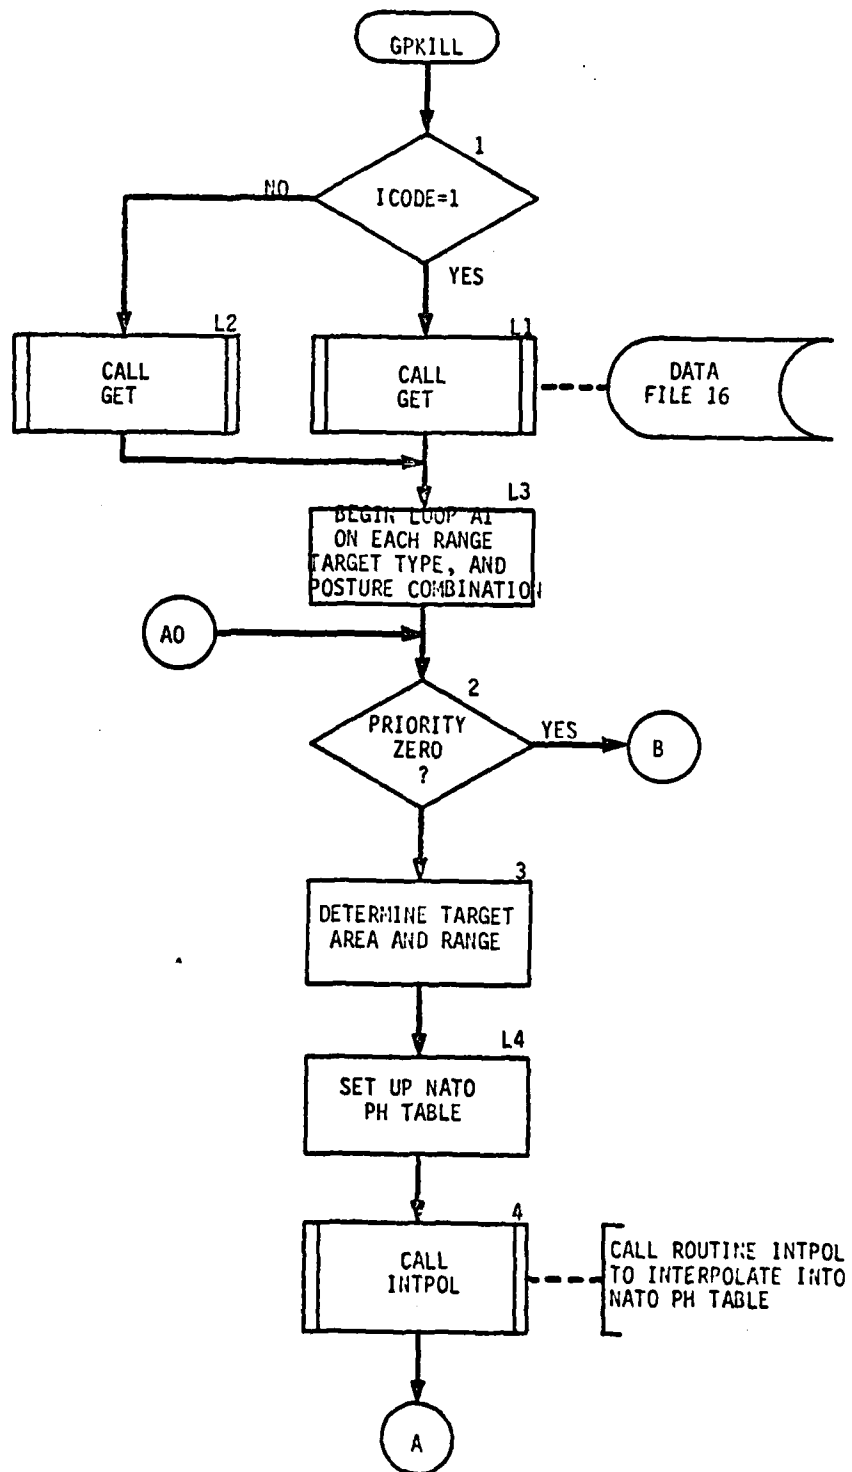 GPKILL
1
ICODE=1
NO
YES
L2
CALL
GET
L1
CALL
GET
DATA
FILE 16
L3
BEGIN LOOP A1
ON EACH RANGE
TARGET TYPE, AND
POSTURE COMBINATION
A0
2
PRIORITY
ZERO
?
YES
B
3
DETERMINE TARGET
AREA AND RANGE
L4
SET UP NATO
PH TABLE
4
CALL
INTPOL
CALL ROUTINE INTPOL
TO INTERPOLATE INTO
NATO PH TABLE
A